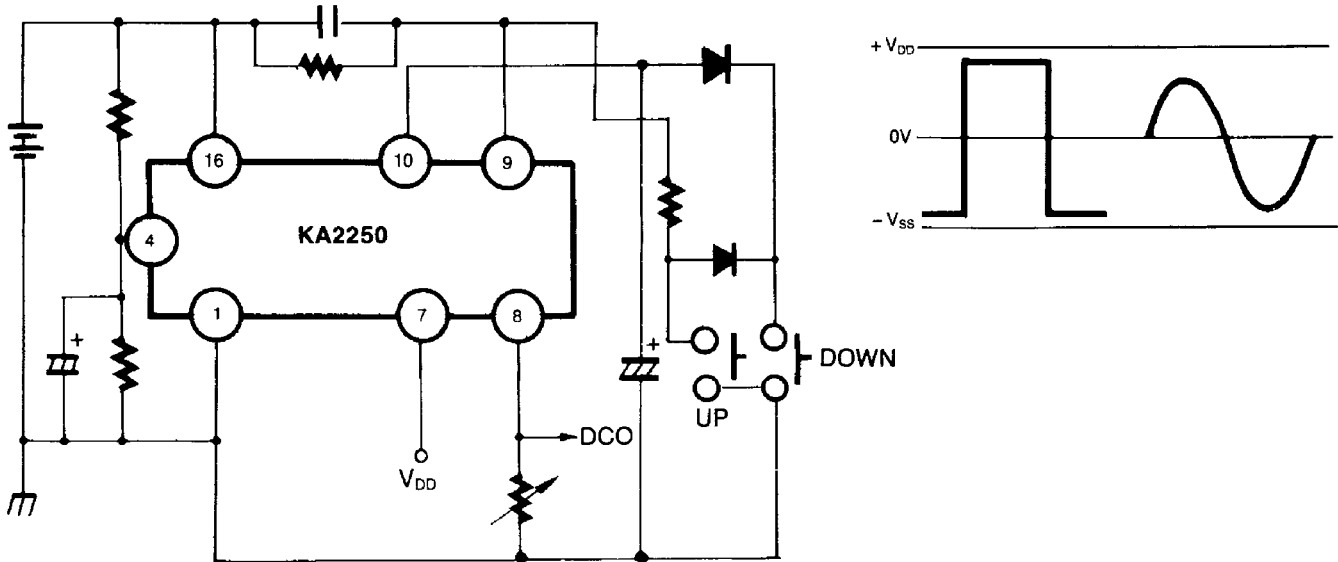 16
10
9
4
KA2250
1
7
8
+
+
V_DD
DCO
UP
DOWN
+ V_DD
0V
− V_SS